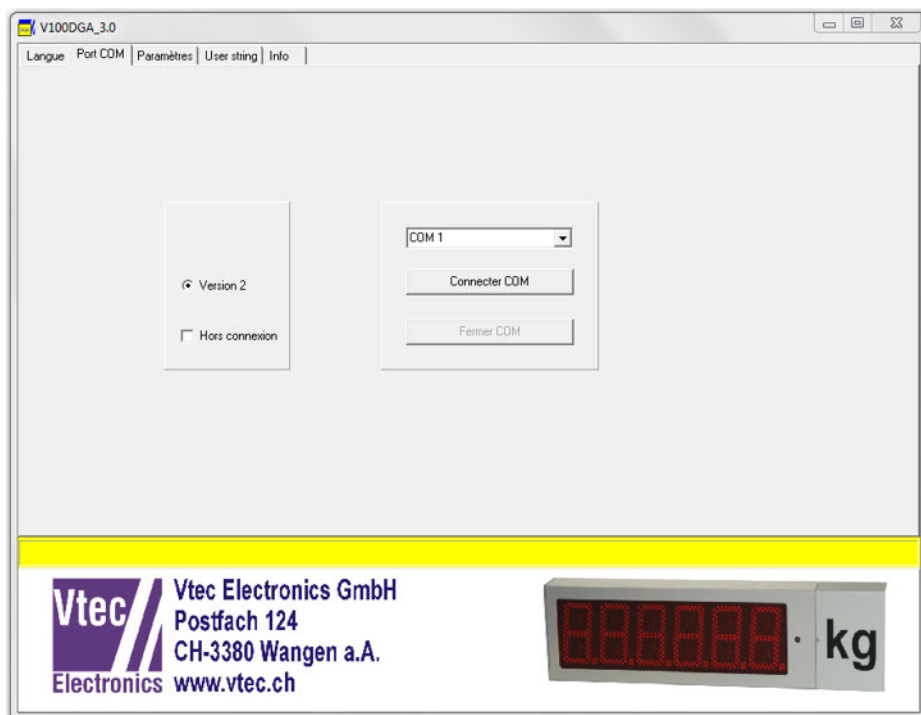 V100DGA_3.0
Langue Port COM Paramètres User string Info
COM 1
Version 2
Connecter COM
Hors connexion
Fermer COM
Vtec
Electronics
Vtec Electronics GmbH
Postfach 124
CH-3380 Wangen a.A.
www.vtec.ch
kg